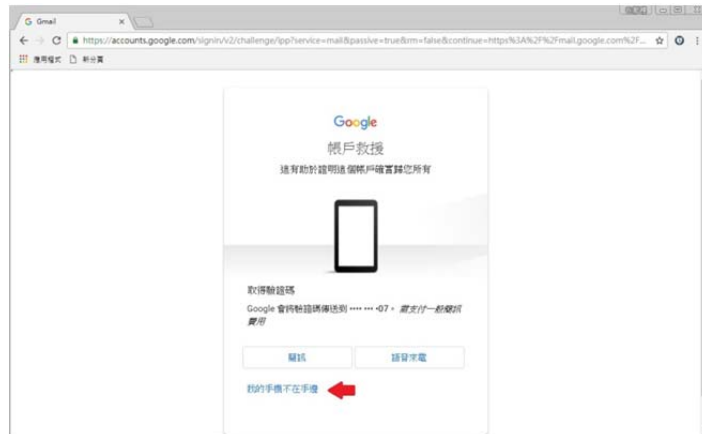 Gmail
https://accounts.google.com/signin/v2/challenge/ipp?service=mail&passive=true&rm=false&continue=https%3A%2F%2Fmail.google.com%2F...
應用程式 新分頁
Google
帳戶救援
這有助於證明這個帳戶確實歸您所有
取得驗證碼
Google 會將驗證碼傳送到 •••• ••• •07。需支付一般簡訊
費用
簡訊 語音來電
我的手機不在手邊